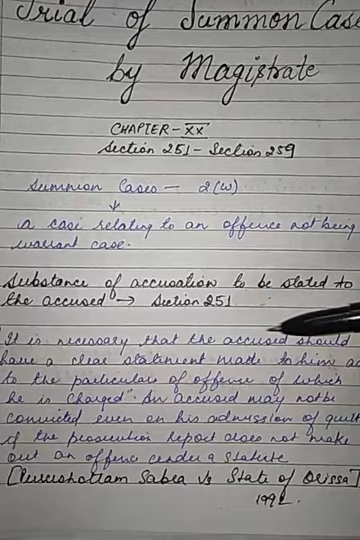 Trial of Summon Case
by Magistrate
CHAPTER-XX
Section 251 - Section 259
Summon Cases - 2(w)
a case relating to an offence not being
warrant case.
Substance of accusation to be stated to
the accused → Section 251
"It is necessary that the accused should
have a clear statement made to him as
to the particulars of offence of which
he is charged" An accused may not be
convicted even on his admission of guilt
if the prosecution report does not make
out an offence under a statute
[Purushottam Sabra Vs State of Orissa]
1992.